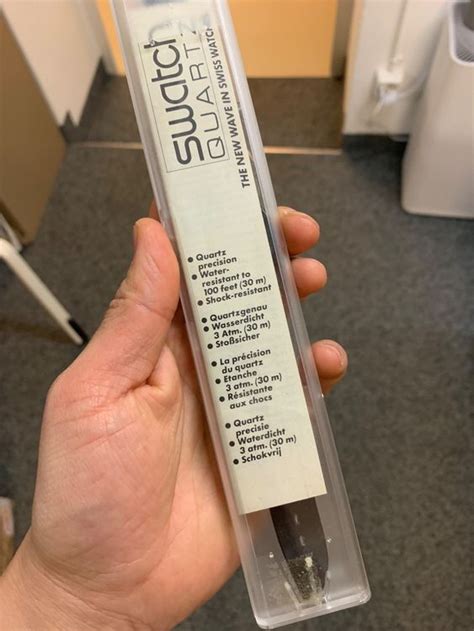 swatch
QUARTZ
THE NEW WAVE IN SWISS WATCH
• Quartz
precision
• Water-
resistant to
100 feet (30 m)
• Shock-resistant
• Quartzgenau
• Wasserdicht
3 Atm. (30 m)
• Stoßsicher
• La précision
du quartz
• Etanche
3 atm. (30 m)
• Résistante
aux chocs
• Quartz
precisie
• Waterdicht
3 atm. (30 m)
• Schokvrij